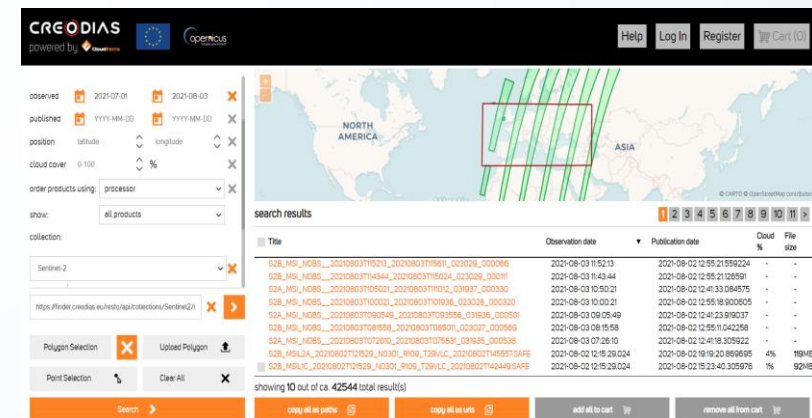 CREODIAS
powered by CloudFerro
opernicus
Help
Log In
Register
Cart (0)
observed 2021-07-01 2021-08-03
published YYYY-MM-DD YYYY-MM-DD
position latitude longitude
cloud cover 0-100 %
order products using: processor
show: all products
collection:
Sentinel-2
https://finder.creodias.eu/resto/api/collections/Sentinel2/
Polygon Selection
Upload Polygon
Point Selection
Clear All
Search
NORTH
AMERICA
ASIA
© CARTO © OpenStreetMap contributors
search results
1 2 3 4 5 6 7 8 9 10 11 >
Title Observation date Publication date Cloud % File size
S2B_MSI_NOBS__20210803T115213_20210803T115611_023029_000066 2021-08-03 11:52:13 2021-08-02 12:55:21.559224 - -
S2B_MSI_NOBS__20210803T114344_20210803T115024_023029_000111 2021-08-03 11:43:44 2021-08-02 12:55:21.126591 - -
S2A_MSI_NOBS__20210803T105021_20210803T111012_031937_000330 2021-08-03 10:50:21 2021-08-02 12:41:33.084575 - -
S2B_MSI_NOBS__20210803T100021_20210803T101936_023028_000320 2021-08-03 10:00:21 2021-08-02 12:55:18.900605 - -
S2A_MSI_NOBS__20210803T090549_20210803T093556_031936_000501 2021-08-03 09:05:49 2021-08-02 12:41:23.919037 - -
S2B_MSI_NOBS__20210803T081558_20210803T085011_023027_000569 2021-08-03 08:15:58 2021-08-02 12:55:11.042258 - -
S2A_MSI_NOBS__20210803T072610_20210803T075831_031935_000538 2021-08-03 07:26:10 2021-08-02 12:41:18.305922 - -
S2B_MSIL2A_20210802T121529_N0301_R109_T29VLC_20210802T145557.SAFE 2021-08-02 12:15:29.024 2021-08-02 19:19:20.869695 4% 119MB
S2B_MSIL1C_20210802T121529_N0301_R109_T29VLC_20210802T142449.SAFE 2021-08-02 12:15:29.024 2021-08-02 15:23:40.305976 1% 92MB
showing 10 out of ca. 42544 total result(s)
copy all as paths
copy all as urls
add all to cart
remove all from cart